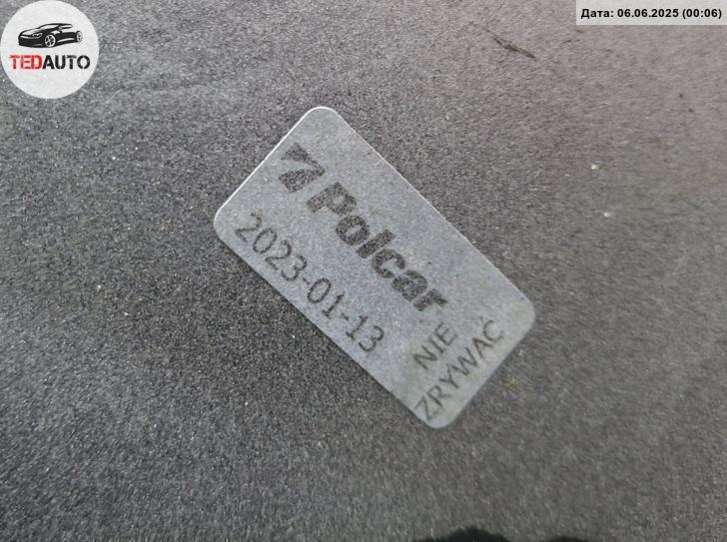 TEDAUTO
Дата: 06.06.2025 (00:06)
Polcar
2023-01-13
NIE
ZRYWAĆ